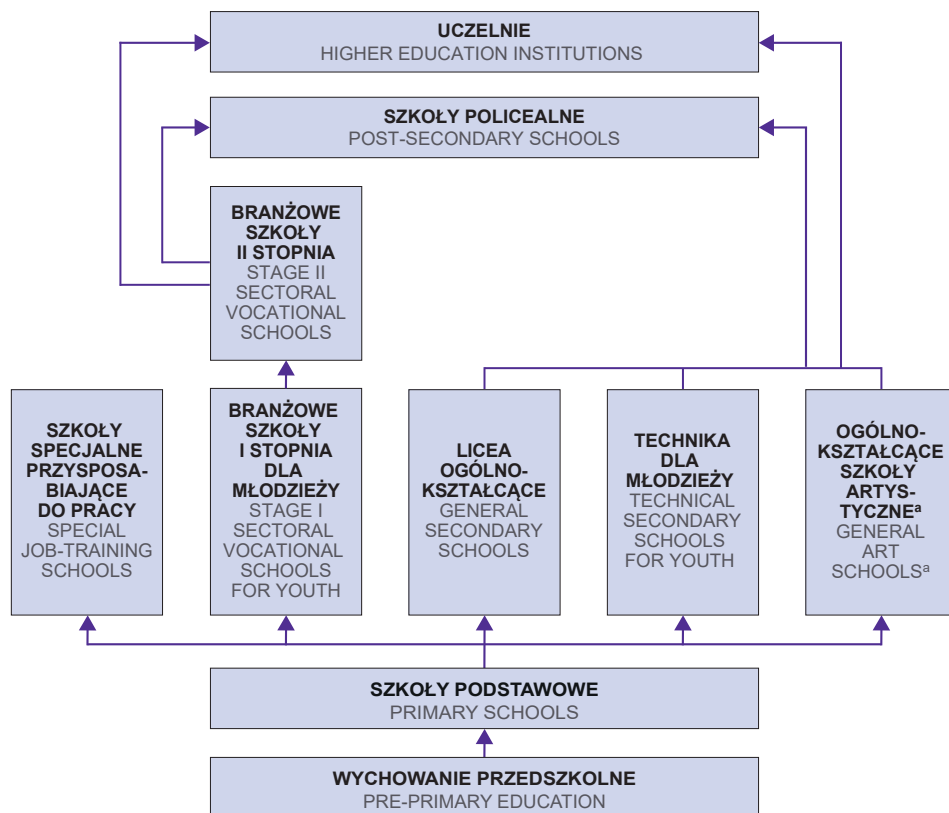 UCZELNIE
HIGHER EDUCATION INSTITUTIONS
SZKOŁY POLICEALNE
POST-SECONDARY SCHOOLS
BRANŻOWE
SZKOŁY
II STOPNIA
STAGE II
SECTORAL
VOCATIONAL
SCHOOLS
SZKOŁY
SPECJALNE
PRZYSPOSA-
BIAJĄCE
DO PRACY
SPECIAL
JOB-TRAINING
SCHOOLS
BRANŻOWE
SZKOŁY
I STOPNIA
DLA
MŁODZIEŻY
STAGE I
SECTORAL
VOCATIONAL
SCHOOLS
FOR YOUTH
LICEA
OGÓLNO-
KSZTAŁCĄCE
GENERAL
SECONDARY
SCHOOLS
TECHNIKA
DLA
MŁODZIEŻY
TECHNICAL
SECONDARY
SCHOOLS
FOR YOUTH
OGÓLNO-
KSZTAŁCĄCE
SZKOŁY
ARTYS-
TYCZNEª
GENERAL
ART
SCHOOLSª
SZKOŁY PODSTAWOWE
PRIMARY SCHOOLS
WYCHOWANIE PRZEDSZKOLNE
PRE-PRIMARY EDUCATION